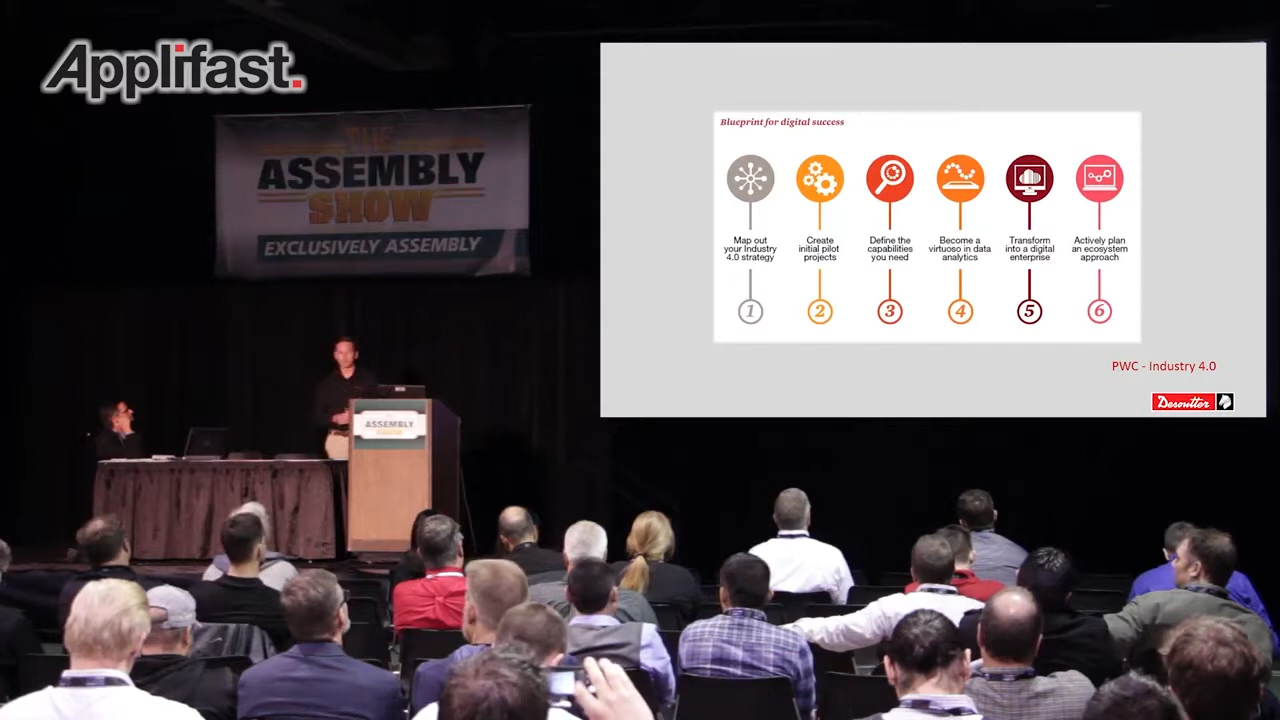 Applifast.
THE
ASSEMBLY
SHOW
EXCLUSIVELY ASSEMBLY
Blueprint for digital success
Map out
your Industry
4.0 strategy
Create
initial pilot
projects
Define the
capabilities
you need
Become a
virtuoso in data
analytics
Transform
into a digital
enterprise
Actively plan
an ecosystem
approach
1
2
3
4
5
6
PWC - Industry 4.0
Desoutter
ASSEMBLY